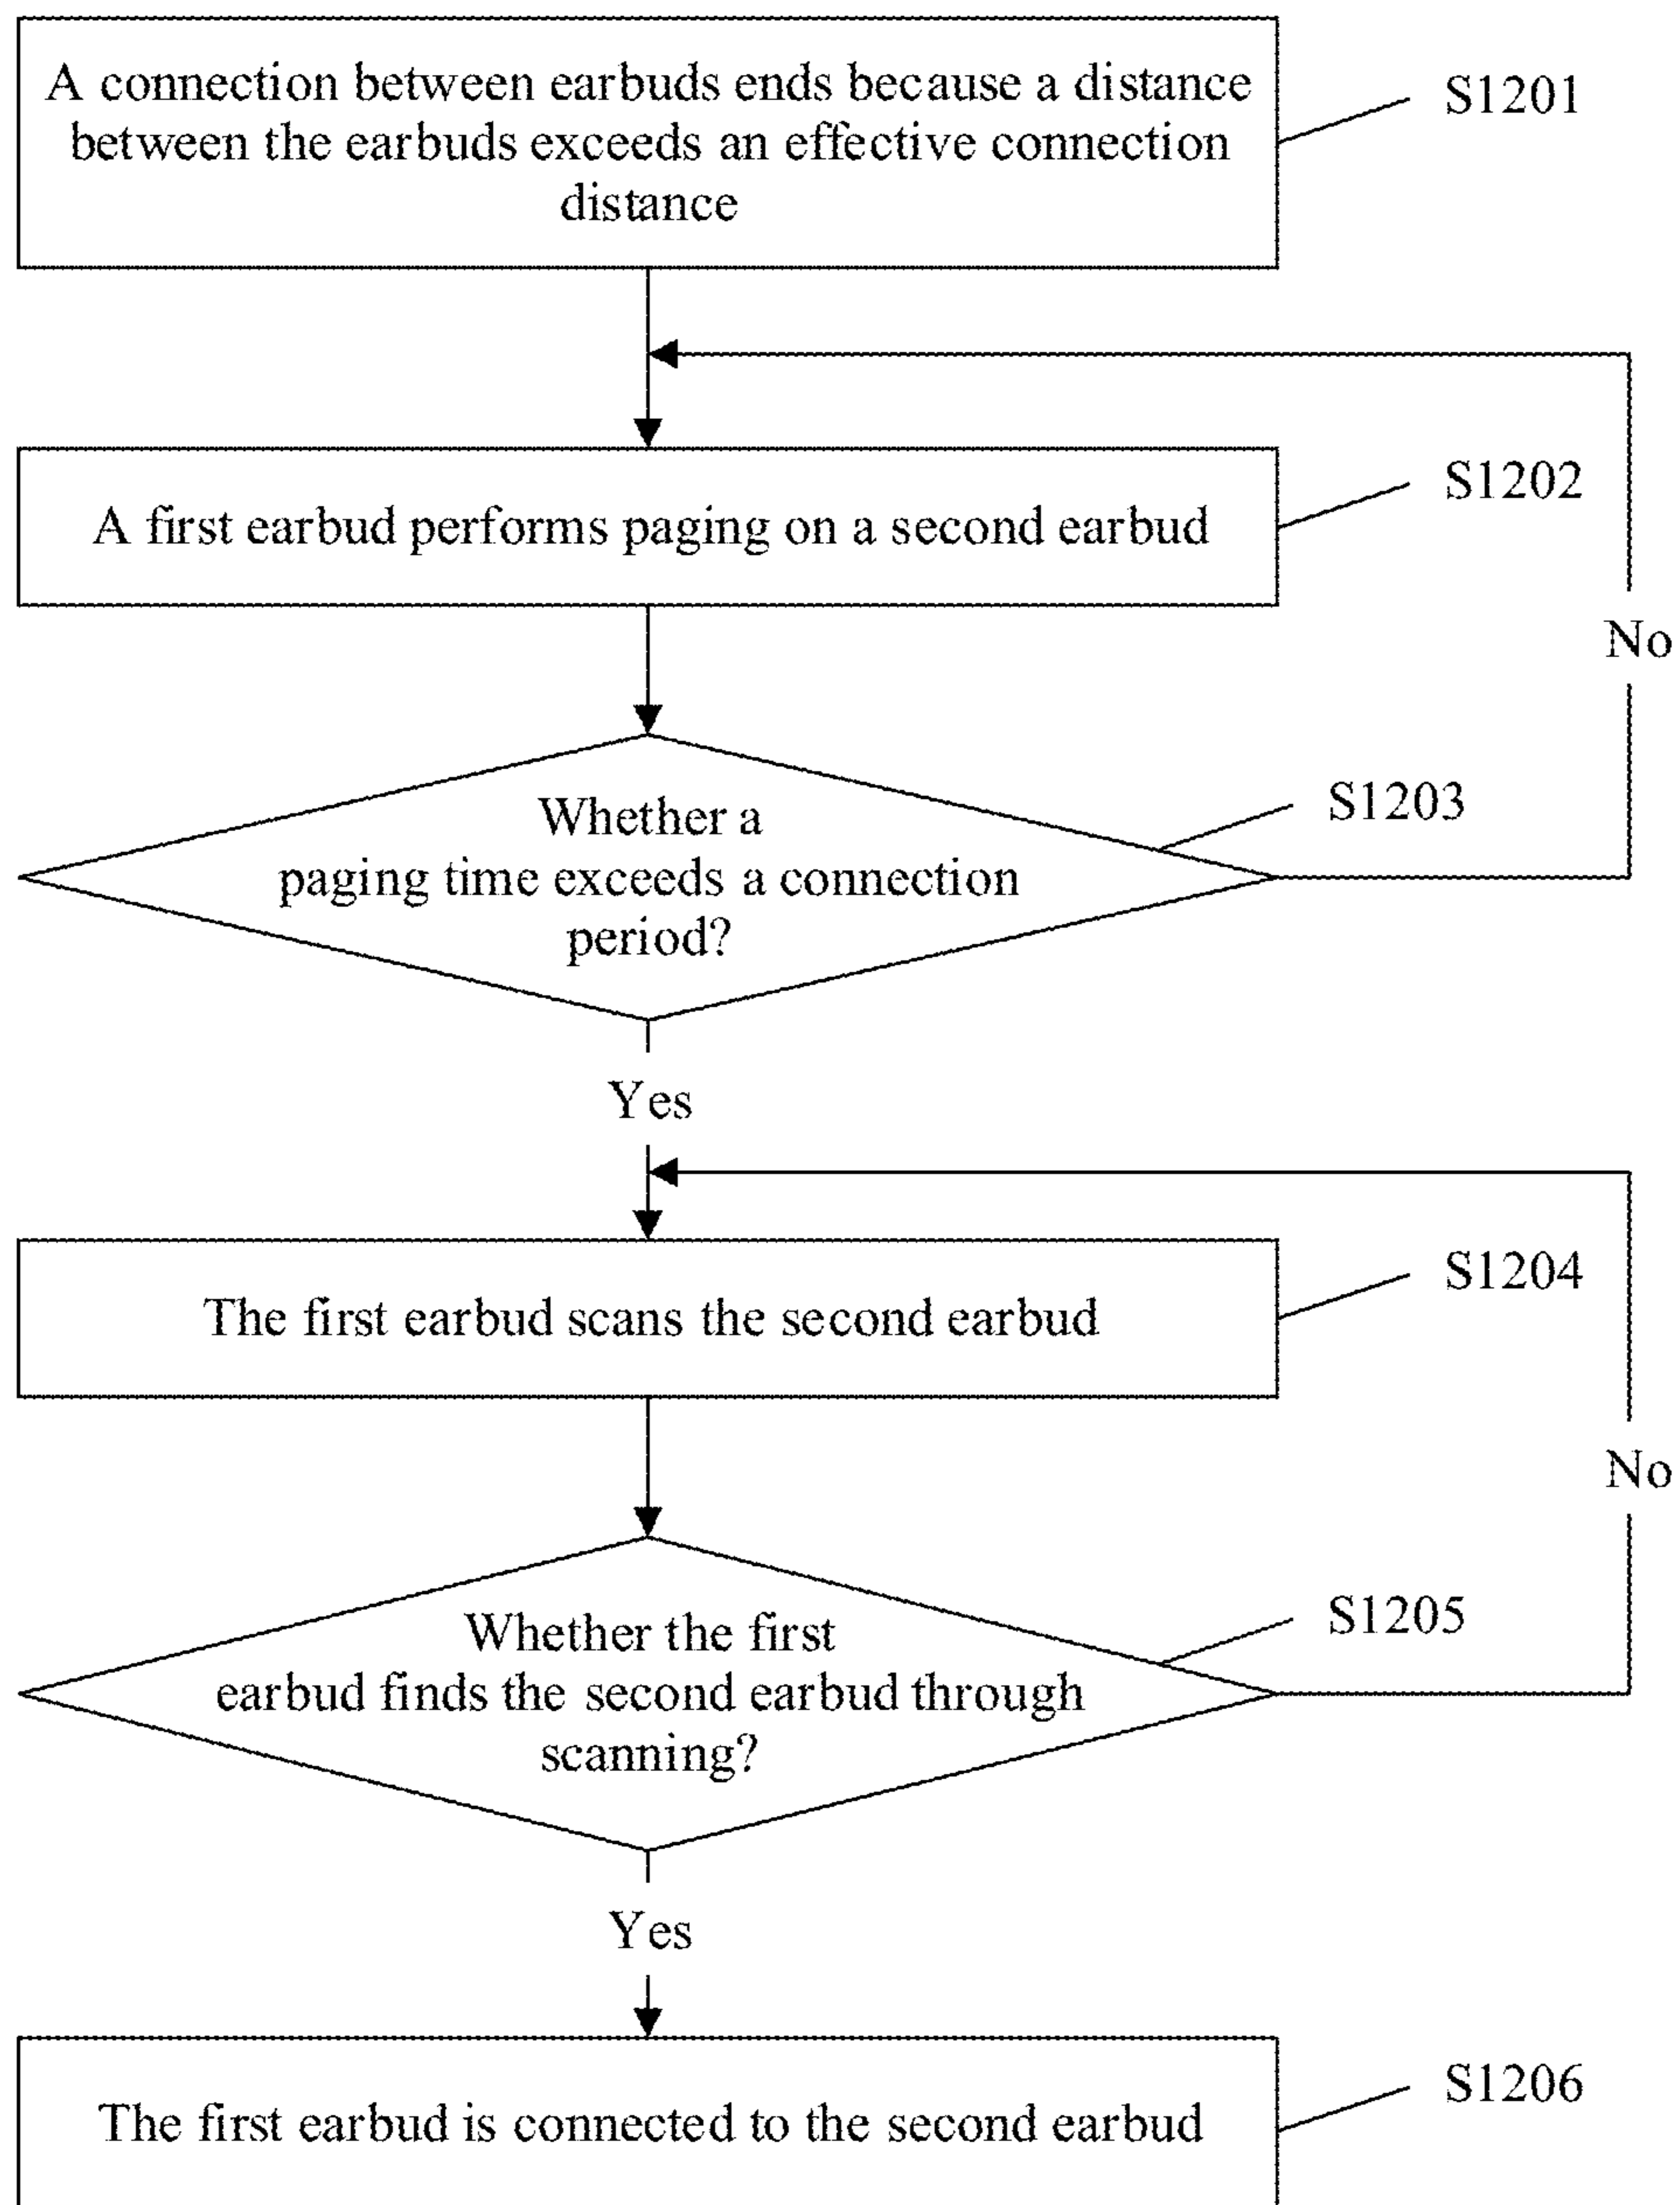 A connection between earbuds ends because a distance
between the earbuds exceeds an effective connection
distance
S1201
A first earbud performs paging on a second earbud
S1202
No
Whether a
paging time exceeds a connection
period?
S1203
Yes
The first earbud scans the second earbud
S1204
No
Whether the first
earbud finds the second earbud through
scanning?
S1205
Yes
The first earbud is connected to the second earbud
S1206